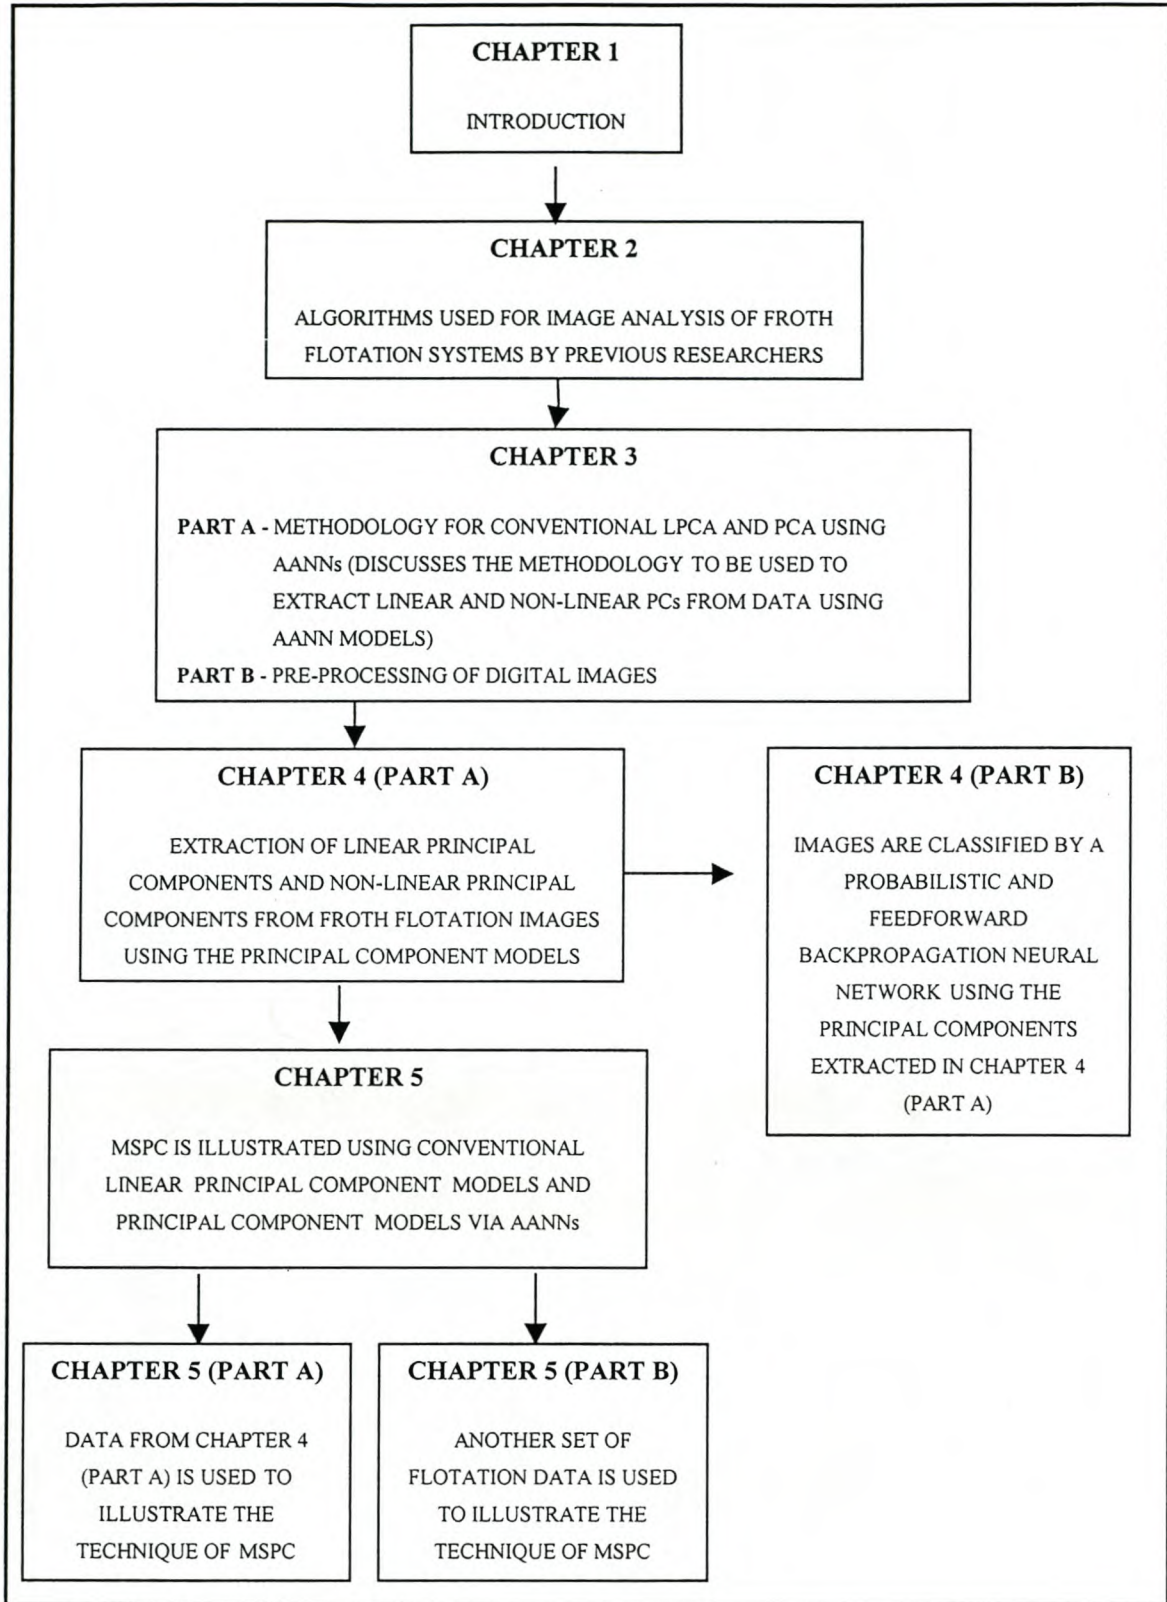 CHAPTER 1
INTRODUCTION
CHAPTER 2
ALGORITHMS USED FOR IMAGE ANALYSIS OF FROTH
FLOTATION SYSTEMS BY PREVIOUS RESEARCHERS
CHAPTER 3
PART A - METHODOLOGY FOR CONVENTIONAL LPCA AND PCA USING
AANNs (DISCUSSES THE METHODOLOGY TO BE USED TO
EXTRACT LINEAR AND NON-LINEAR PCs FROM DATA USING
AANN MODELS)
PART B - PRE-PROCESSING OF DIGITAL IMAGES
CHAPTER 4 (PART A)
EXTRACTION OF LINEAR PRINCIPAL
COMPONENTS AND NON-LINEAR PRINCIPAL
COMPONENTS FROM FROTH FLOTATION IMAGES
USING THE PRINCIPAL COMPONENT MODELS
CHAPTER 4 (PART B)
IMAGES ARE CLASSIFIED BY A
PROBABILISTIC AND
FEEDFORWARD
BACKPROPAGATION NEURAL
NETWORK USING THE
PRINCIPAL COMPONENTS
EXTRACTED IN CHAPTER 4
(PART A)
CHAPTER 5
MSPC IS ILLUSTRATED USING CONVENTIONAL
LINEAR PRINCIPAL COMPONENT MODELS AND
PRINCIPAL COMPONENT MODELS VIA AANNs
CHAPTER 5 (PART A)
DATA FROM CHAPTER 4
(PART A) IS USED TO
ILLUSTRATE THE
TECHNIQUE OF MSPC
CHAPTER 5 (PART B)
ANOTHER SET OF
FLOTATION DATA IS USED
TO ILLUSTRATE THE
TECHNIQUE OF MSPC